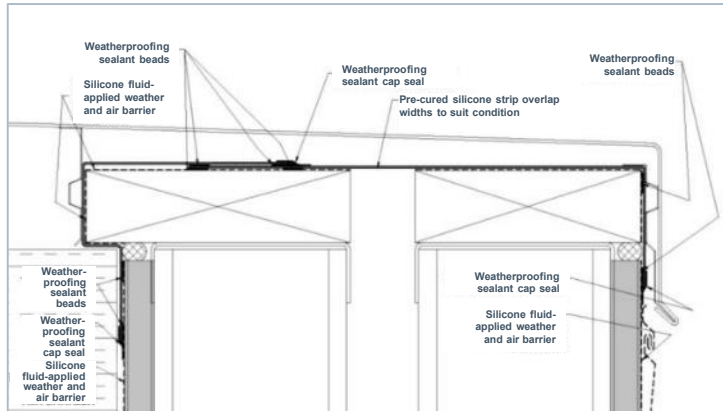 Weatherproofing
sealant beads
Silicone fluid-
applied weather
and air barrier
Weatherproofing
sealant cap seal
Pre-cured silicone strip overlap
widths to suit condition
Weatherproofing
sealant beads
Weather-
proofing
sealant
beads
Weather-
proofing
sealant
cap seal
Silicone
fluid-applied
weather and
air barrier
Weatherproofing
sealant cap seal
Silicone fluid-
applied weather
and air barrier